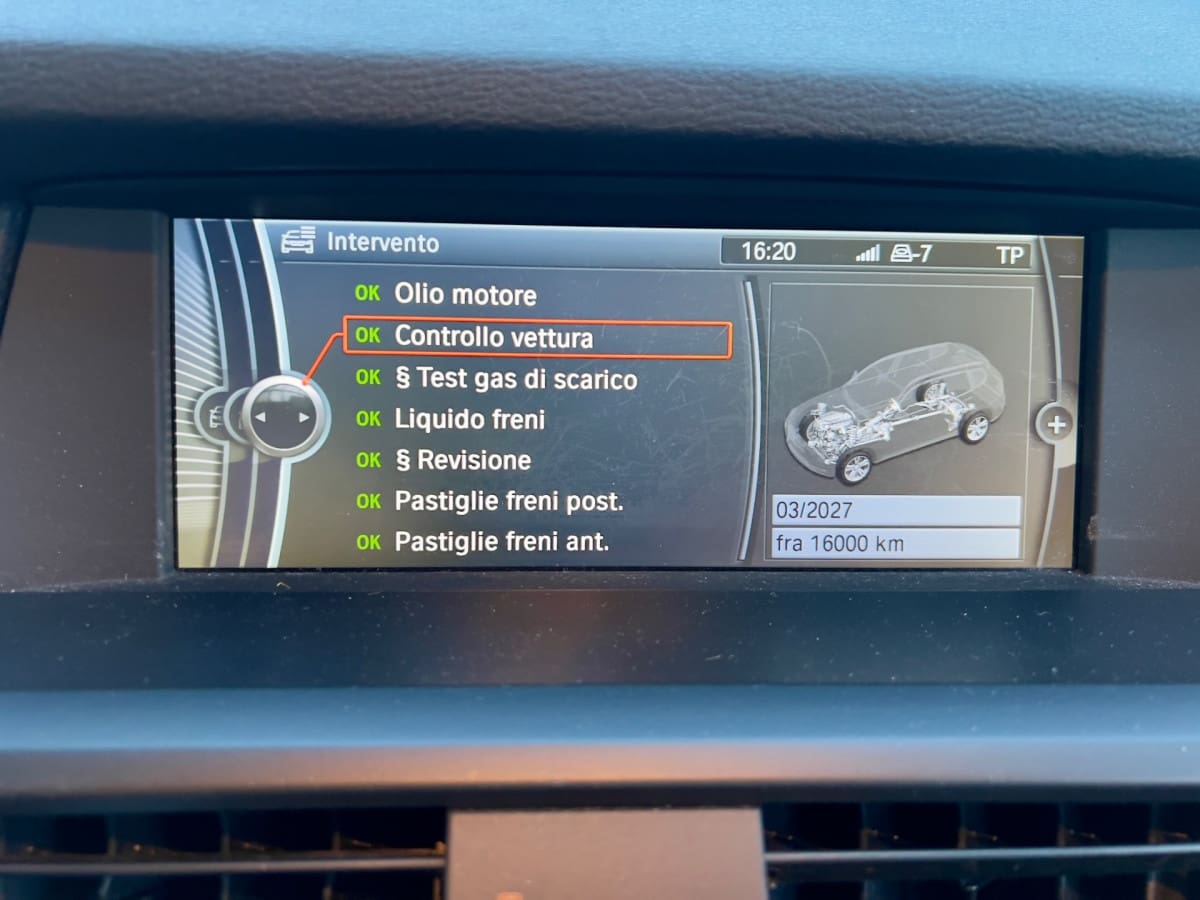 Intervento
16:20
-7
TP
OK Olio motore
OK Controllo vettura
OK § Test gas di scarico
OK Liquido freni
OK § Revisione
OK Pastiglie freni post.
OK Pastiglie freni ant.
03/2027
fra 16000 km